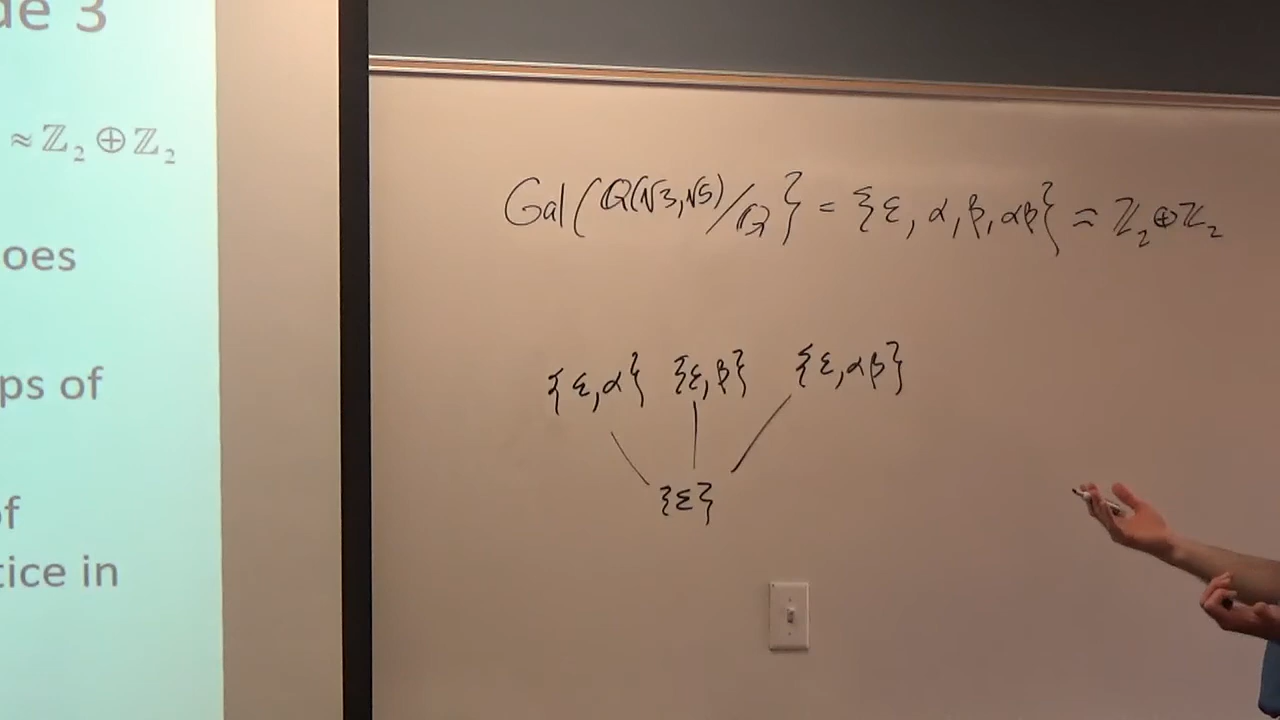 de 3
≈ ℤ₂ ⊕ ℤ₂
oes
ps of
of
tice in
Gal(ℚ(√3,√5)/ℚ} = {ε, α, β, αβ} ≈ ℤ₂⊕ℤ₂
{ε,α} {ε,β} {ε,αβ}
{ε}